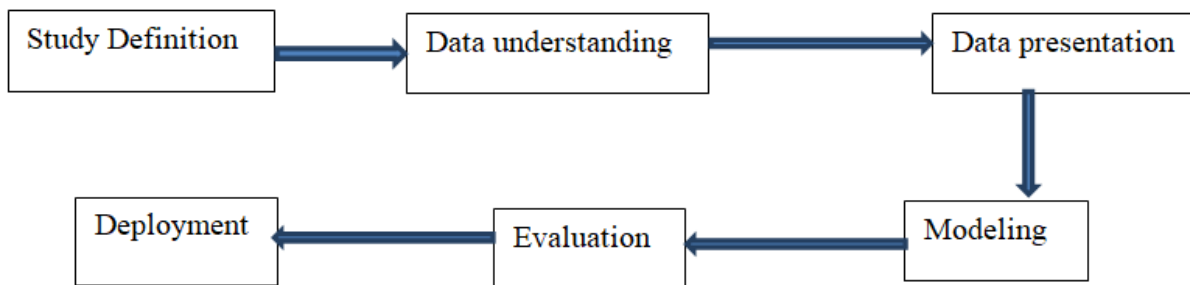 Study Definition
Data understanding
Data presentation
Modeling
Evaluation
Deployment